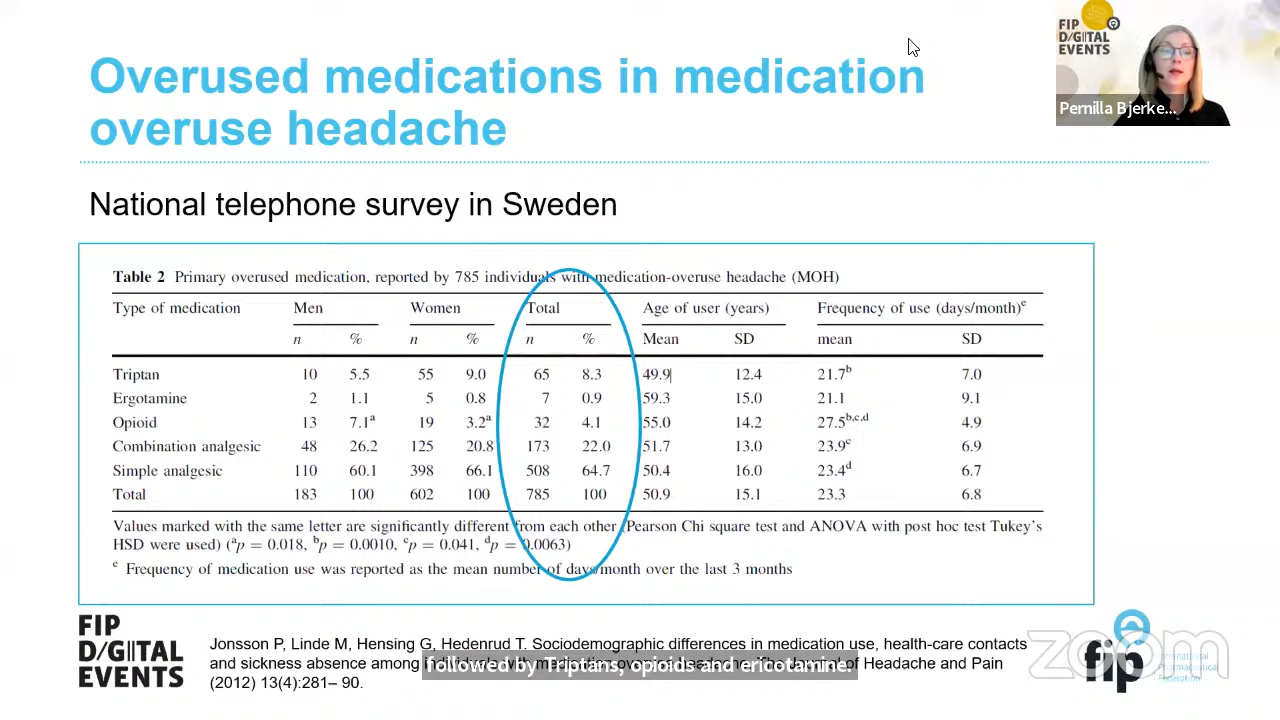 Overused medications in medication
overuse headache
FIP
D/GITAL
EVENTS
Pernilla Bjerke...
National telephone survey in Sweden
Table 2 Primary overused medication, reported by 785 individuals with medication-overuse headache (MOH)
Type of medication Men Women Total Age of user (years) Frequency of use (days/month)e
n % n % n % Mean SD mean SD
Triptan 10 5.5 55 9.0 65 8.3 49.9 12.4 21.7b 7.0
Ergotamine 2 1.1 5 0.8 7 0.9 59.3 15.0 21.1 9.1
Opioid 13 7.1a 19 3.2a 32 4.1 55.0 14.2 27.5b,c,d 4.9
Combination analgesic 48 26.2 125 20.8 173 22.0 51.7 13.0 23.9c 6.9
Simple analgesic 110 60.1 398 66.1 508 64.7 50.4 16.0 23.4d 6.7
Total 183 100 602 100 785 100 50.9 15.1 23.3 6.8
Values marked with the same letter are significantly different from each other (Pearson Chi square test and ANOVA with post hoc test Tukey's
HSD were used) (ap = 0.018, bp = 0.0010, cp = 0.041, dp = 0.0063)
e Frequency of medication use was reported as the mean number of days/month over the last 3 months
FIP
D/GITAL
EVENTS
Jonsson P, Linde M, Hensing G, Hedenrud T. Sociodemographic differences in medication use, health-care contacts
and sickness absence among of Headache and Pain
(2012) 13(4):281– 90.
followed by Triptans, opioids and ericotamine.
zoom
fip
International
Pharmaceutical
Federation